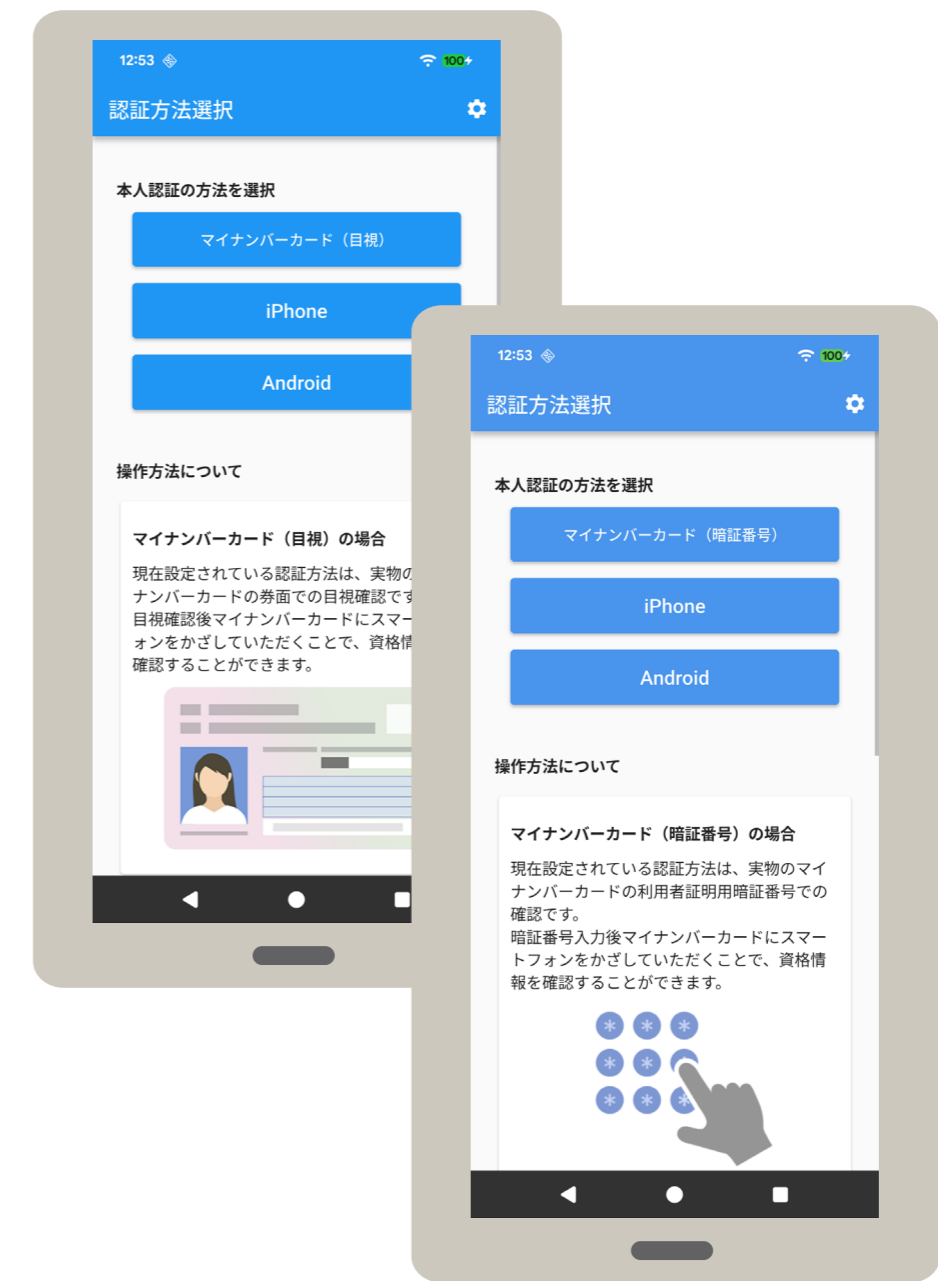 12:53
100
認証方法選択
本人認証の方法を選択
マイナンバーカード（目視）
iPhone
Android
操作方法について
マイナンバーカード（目視）の場合
現在設定されている認証方法は、実物の
ナンバーカードの券面での目視確認です
目視確認後マイナンバーカードにスマー
ォンをかざしていただくことで、資格情
確認することができます。
12:53
100
認証方法選択
本人認証の方法を選択
マイナンバーカード（暗証番号）
iPhone
Android
操作方法について
マイナンバーカード（暗証番号）の場合
現在設定されている認証方法は、実物のマイ
ナンバーカードの利用者証明用暗証番号での
確認です。
暗証番号入力後マイナンバーカードにスマー
トフォンをかざしていただくことで、資格情
報を確認することができます。